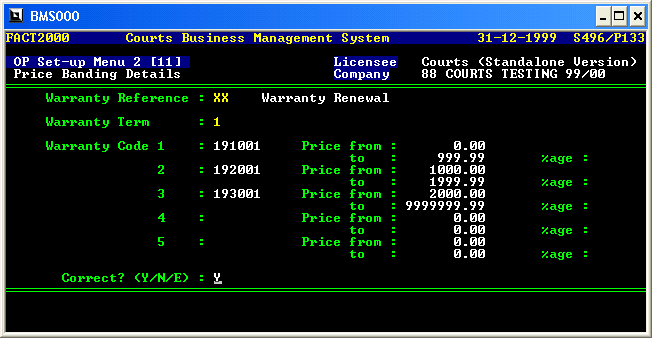 BMS000
FACT2000 Courts Business Management System 31-12-1999 S496/P133
OP Set-up Menu 2 [11] Licensee Courts (Standalone Version)
Price Banding Details Company 88 COURTS TESTING 99/00
Warranty Reference : XX Warranty Renewal
Warranty Term : 1
Warranty Code 1 : 191001 Price from : 0.00
to : 999.99 %age :
2 : 192001 Price from : 1000.00
to : 1999.99 %age :
3 : 193001 Price from : 2000.00
to : 9999999.99 %age :
4 : Price from : 0.00
to : 0.00 %age :
5 : Price from : 0.00
to : 0.00 %age :
Correct? (Y/N/E) : Y